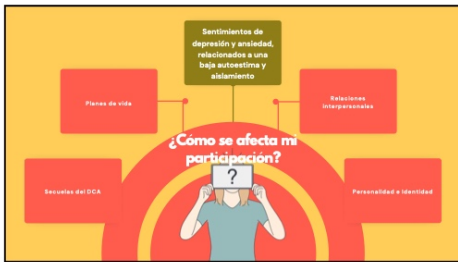 Sentimientos de
depresión y ansiedad,
relacionados a una
baja autoestima y
aislamiento
Planes de vida
Relaciones
Interpersonales
¿Cómo se afecta mi
participación?
?
Secuelas del DCA
Personalidad e Identidad